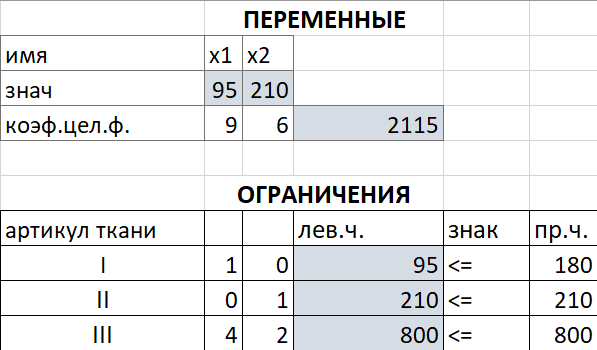 ПЕРЕМЕННЫЕ
имя x1 x2
знач 95 210
коэф.цел.ф. 9 6 2115
ОГРАНИЧЕНИЯ
артикул ткани лев.ч. знак пр.ч.
I 1 0 95 <= 180
II 0 1 210 <= 210
III 4 2 800 <= 800